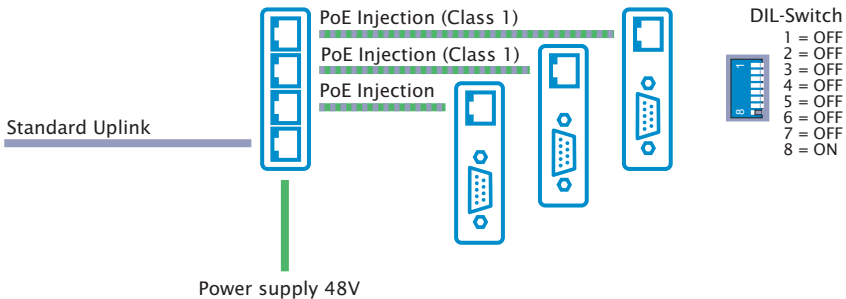 PoE Injection (Class 1)
PoE Injection (Class 1)
PoE Injection
Standard Uplink
Power supply 48V
DIL-Switch
1 = OFF
2 = OFF
3 = OFF
4 = OFF
5 = OFF
6 = OFF
7 = OFF
8 = ON
1
8